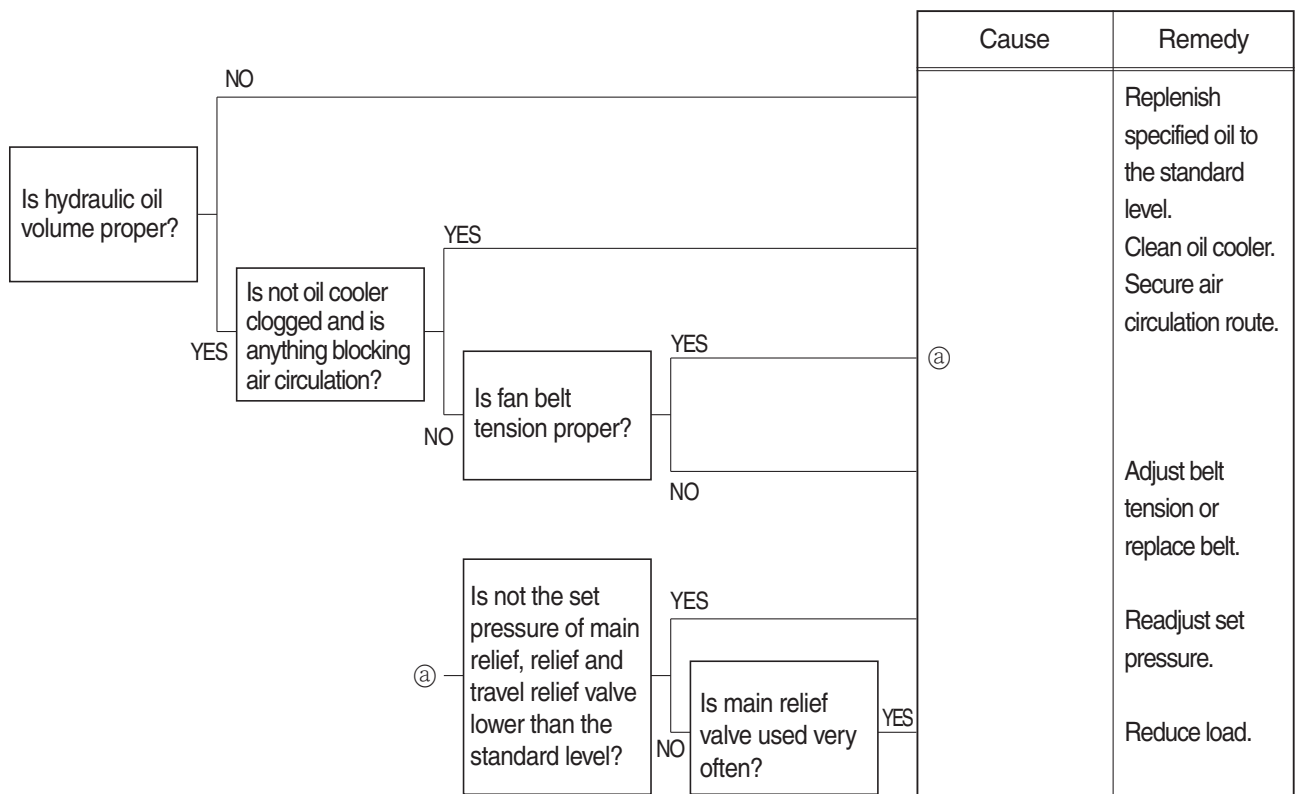 Cause
Remedy
NO
Replenish
specified oil to
the standard
level.
Is hydraulic oil
volume proper?
YES
Clean oil cooler.
Secure air
circulation route.
YES
Is not oil cooler
clogged and is
anything blocking
air circulation?
YES
ⓐ
NO
Is fan belt
tension proper?
NO
Adjust belt
tension or
replace belt.
ⓐ
Is not the set
pressure of main
relief, relief and
travel relief valve
lower than the
standard level?
YES
Readjust set
pressure.
NO
Is main relief
valve used very
often?
YES
Reduce load.